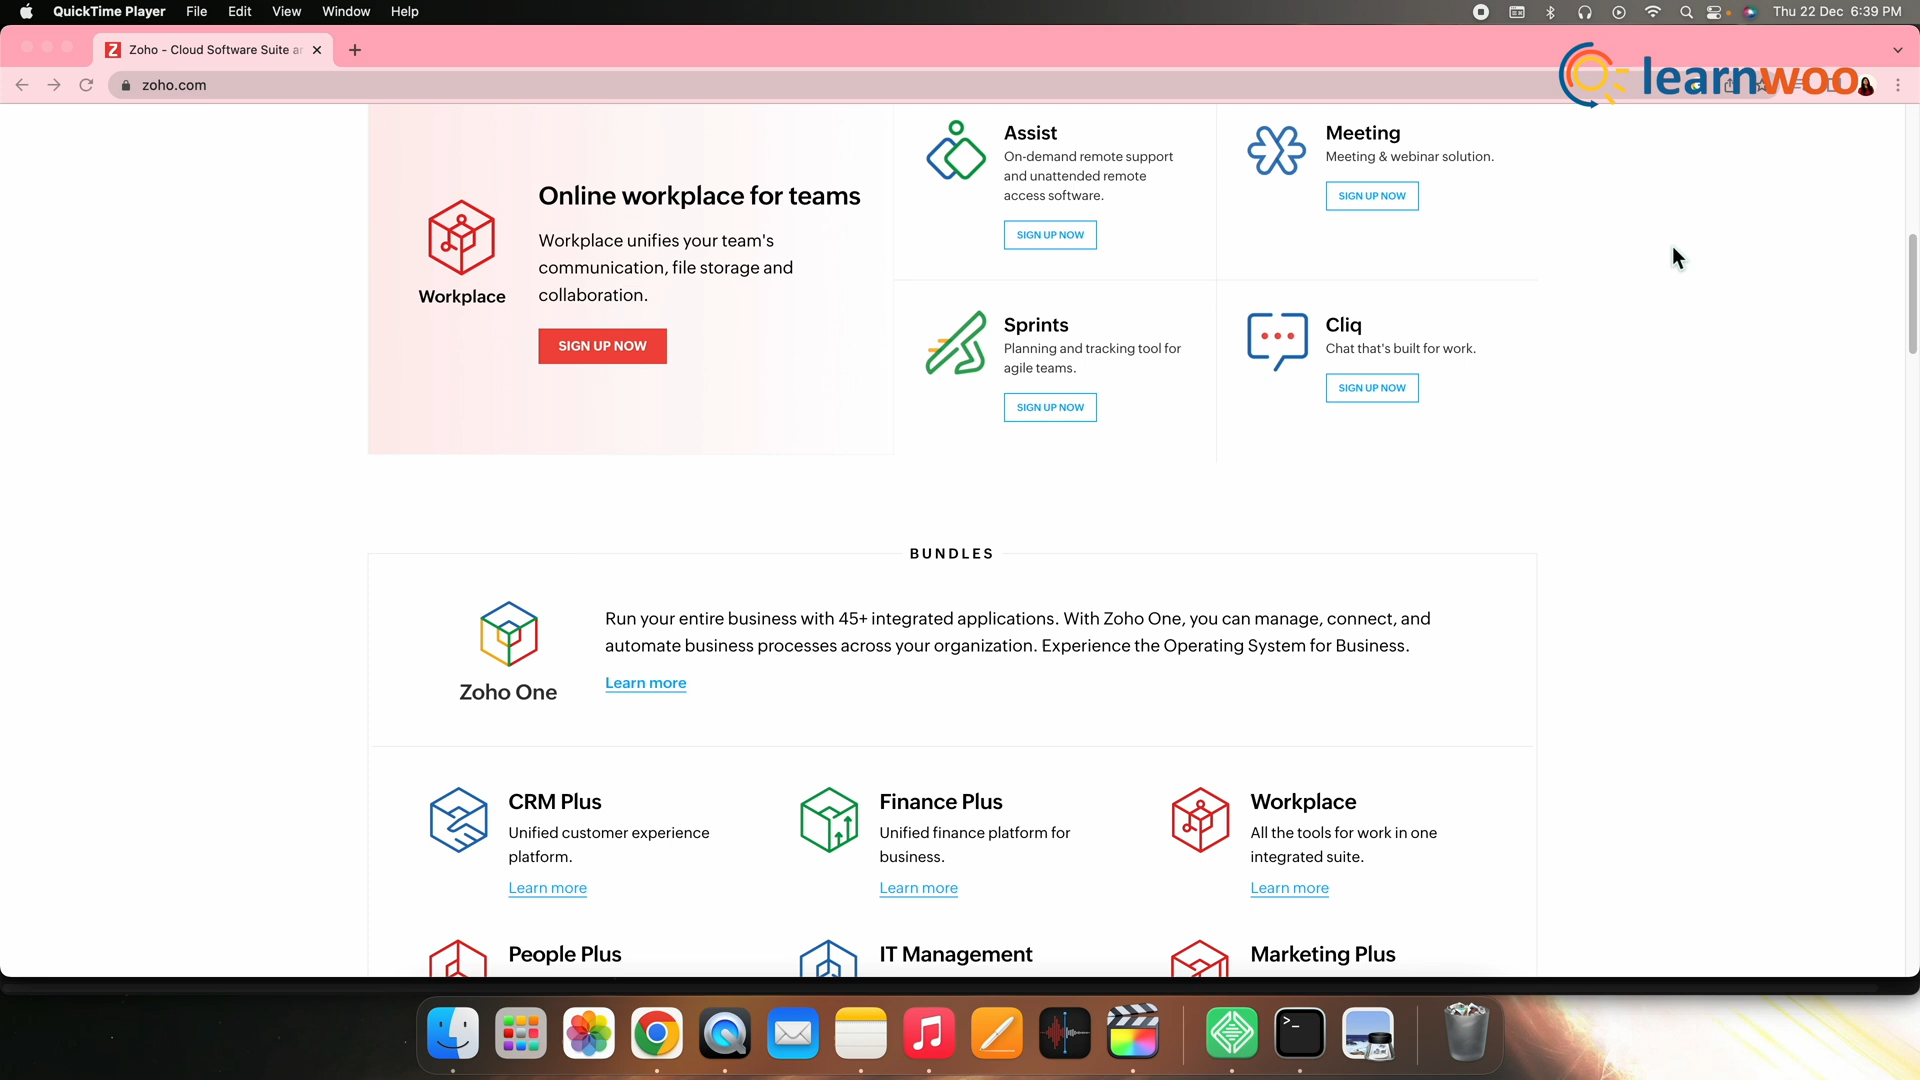 QuickTime Player File Edit View Window Help
Thu 22 Dec 6:39 PM
Zoho - Cloud Software Suite a
zoho.com
learnwoo
Assist
On-demand remote support
and unattended remote
access software.
SIGN UP NOW
Meeting
Meeting & webinar solution.
SIGN UP NOW
Online workplace for teams
Workplace unifies your team's
communication, file storage and
collaboration.
SIGN UP NOW
Workplace
Sprints
Planning and tracking tool for
agile teams.
SIGN UP NOW
Cliq
Chat that's built for work.
SIGN UP NOW
BUNDLES
Zoho One
Run your entire business with 45+ integrated applications. With Zoho One, you can manage, connect, and
automate business processes across your organization. Experience the Operating System for Business.
Learn more
CRM Plus
Unified customer experience
platform.
Learn more
Finance Plus
Unified finance platform for
business.
Learn more
Workplace
All the tools for work in one
integrated suite.
Learn more
People Plus
IT Management
Marketing Plus